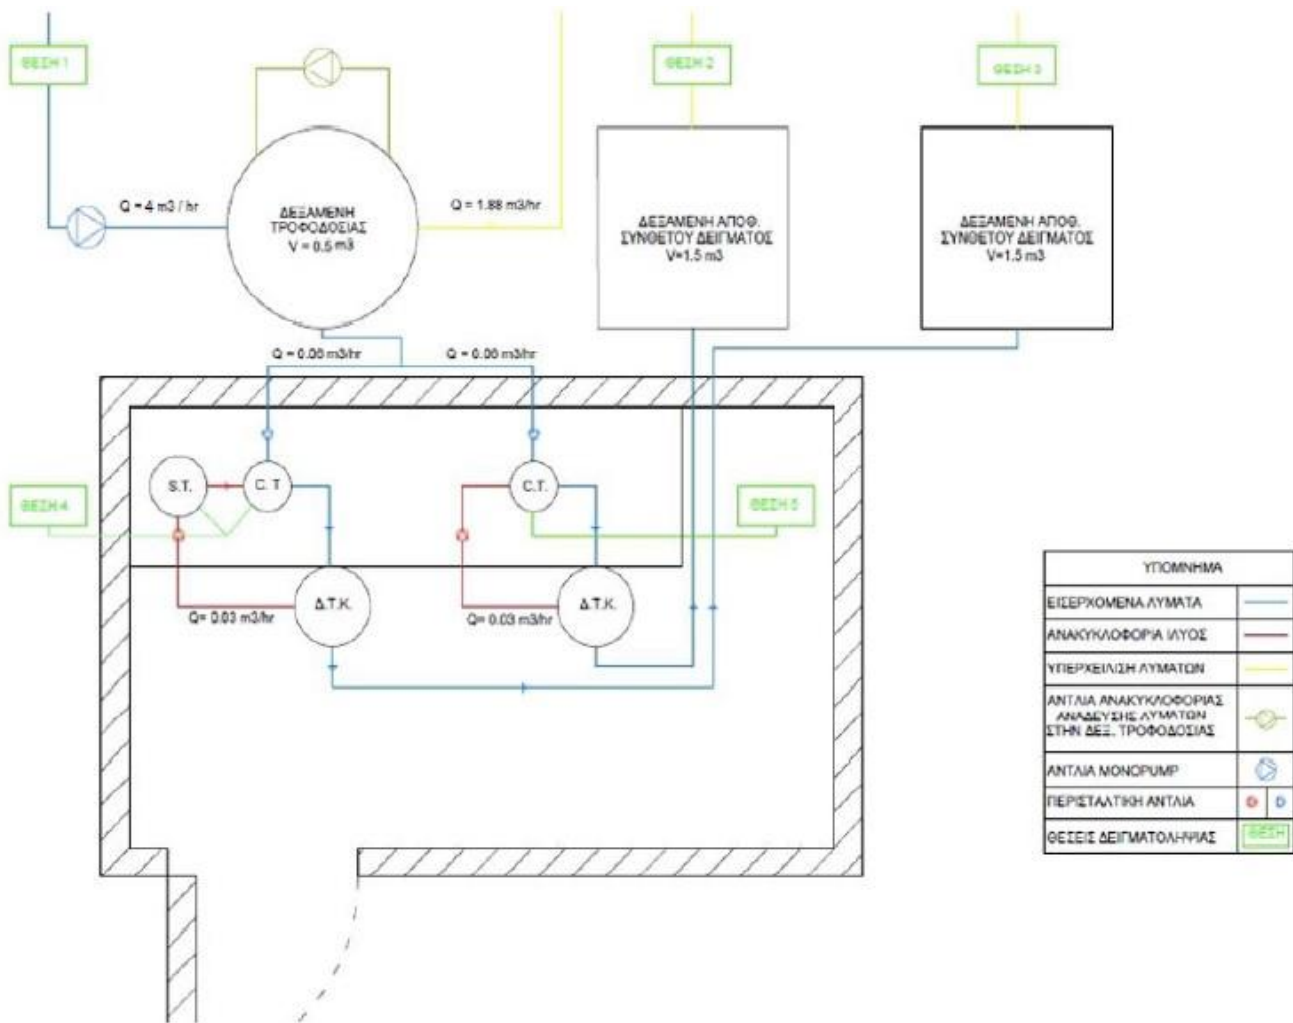 ΘΕΣΗ 1
ΘΕΣΗ 2
ΘΕΣΗ 3
Q = 4 m3 / hr
ΔΕΞΑΜΕΝΗ
ΤΡΟΦΟΔΟΣΙΑΣ
V = 0.5 m3
Q = 1.88 m3/hr
ΔΕΞΑΜΕΝΗ ΑΠΟΘ.
ΣΥΝΘΕΤΟΥ ΔΕΙΓΜΑΤΟΣ
V=1.5 m3
ΔΕΞΑΜΕΝΗ ΑΠΟΘ.
ΣΥΝΘΕΤΟΥ ΔΕΙΓΜΑΤΟΣ
V=1.5 m3
Q = 0.06 m3/hr
Q = 0.06 m3/hr
ΘΕΣΗ 4
S.T.
C. T
C.T.
ΘΕΣΗ 5
Δ.Τ.Κ.
Δ.Τ.Κ.
Q= 0.03 m3/hr
Q = 0.03 m3/hr
ΥΠΟΜΝΗΜΑ
ΕΙΣΕΡΧΟΜΕΝΑ ΛΥΜΑΤΑ
ΑΝΑΚΥΚΛΟΦΟΡΙΑ ΙΛΥΟΣ
ΥΠΕΡΧΕΙΛΙΣΗ ΛΥΜΑΤΩΝ
ΑΝΤΛΙΑ ΑΝΑΚΥΚΛΟΦΟΡΙΑΣ
ΑΝΑΔΕΥΣΗΣ ΛΥΜΑΤΩΝ
ΣΤΗΝ ΔΕΞ. ΤΡΟΦΟΔΟΣΙΑΣ
ΑΝΤΛΙΑ MONOPUMP
ΠΕΡΙΣΤΑΛΤΙΚΗ ΑΝΤΛΙΑ
ΘΕΣΕΙΣ ΔΕΙΓΜΑΤΟΛΗΨΙΑΣ
ΘΕΣΗ